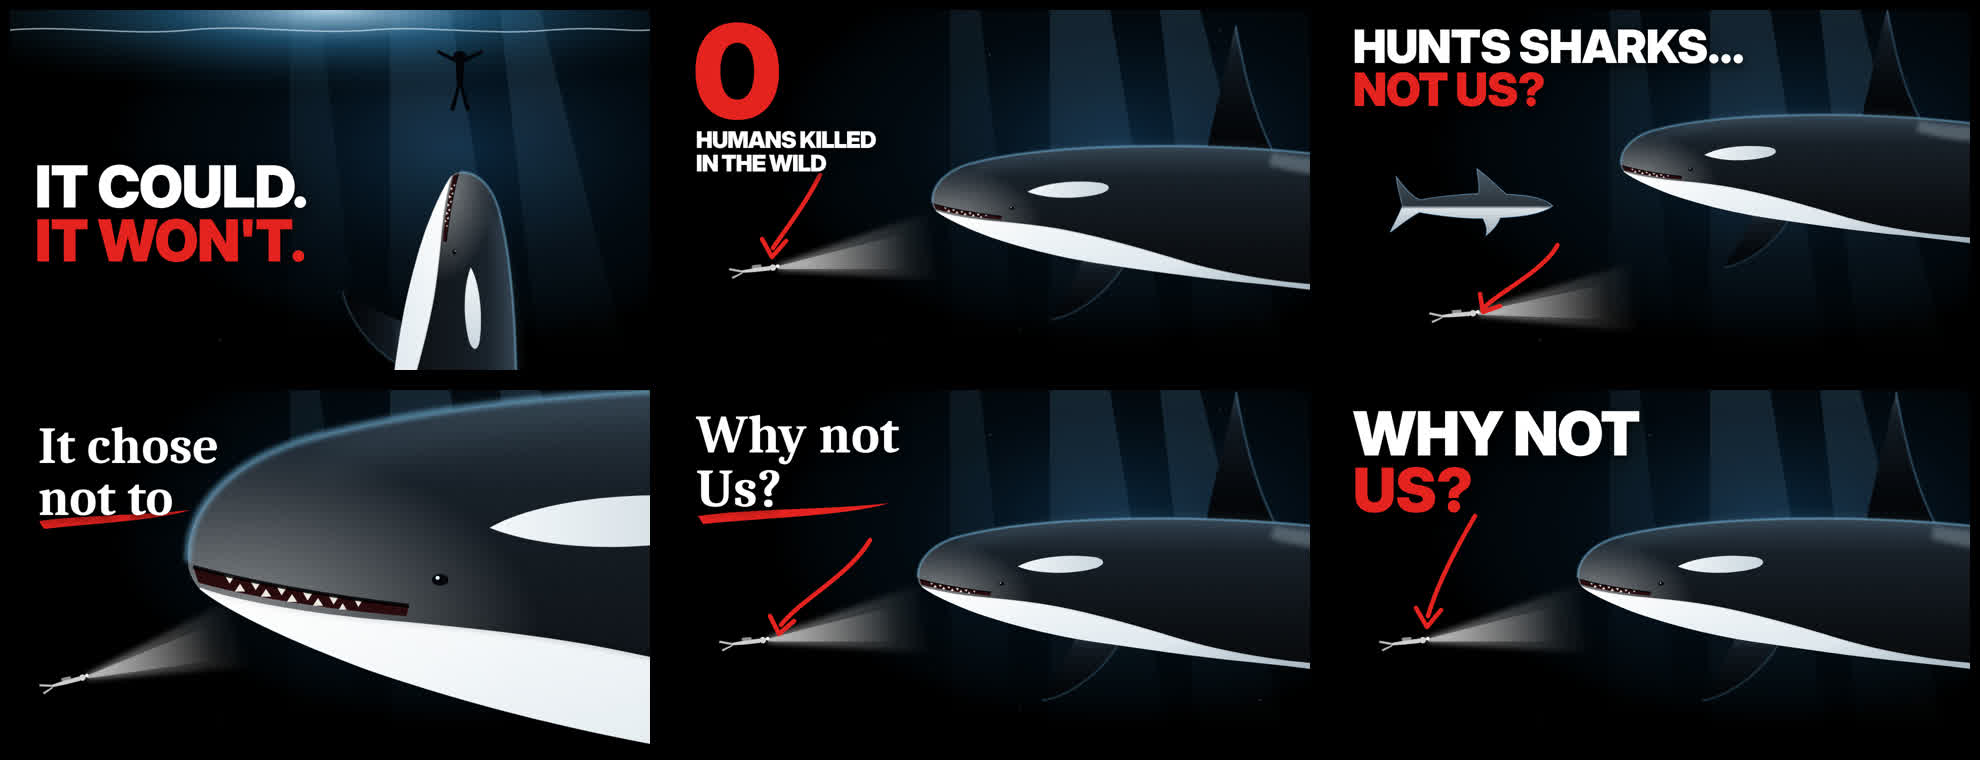 IT COULD.
IT WON'T.
0
HUMANS KILLED
IN THE WILD
HUNTS SHARKS...
NOT US?
It chose
not to
Why not
Us?
WHY NOT
US?